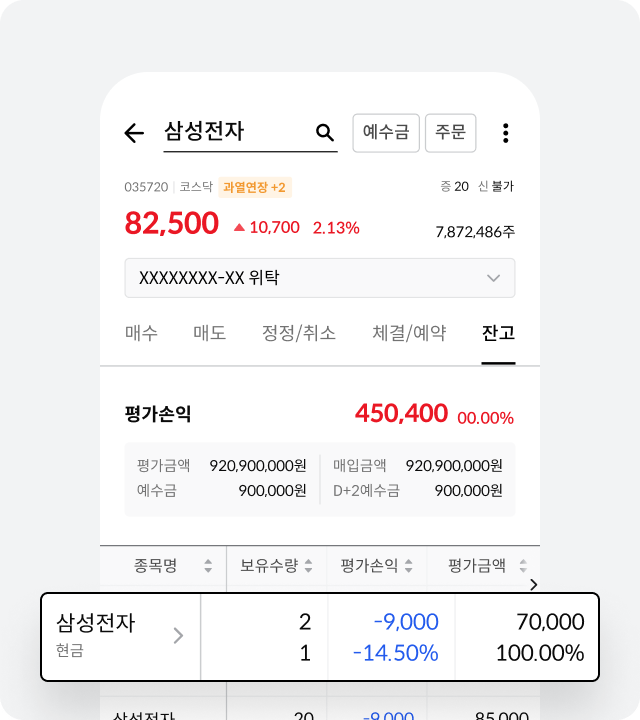 삼성전자 예수금 주문
035720 코스닥 과열연장 +2 증 20 신 불가
82,500 ▲ 10,700 2.13% 7,872,486주
XXXXXXXX-XX 위탁
매수 매도 정정/취소 체결/예약 잔고
평가손익 450,400 00.00%
평가금액 920,900,000원 매입금액 920,900,000원
예수금 900,000원 D+2예수금 900,000원
종목명 보유수량 평가손익 평가금액
삼성전자 2 -9,000 70,000
현금 1 -14.50% 100.00%
삼성전자 20 -9,000 85,000